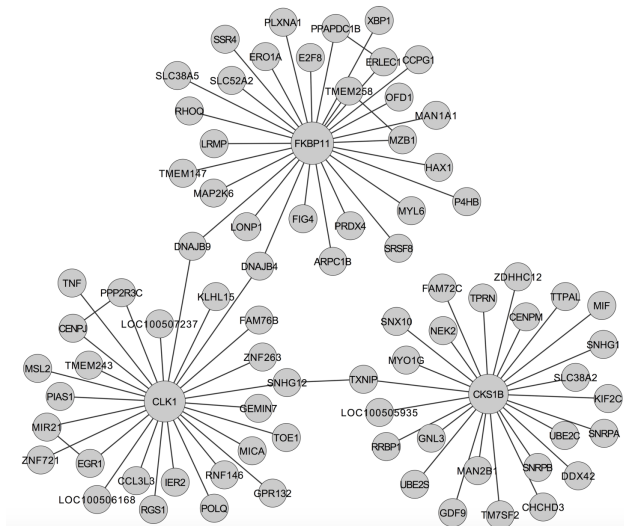 PLXNA1
PPAPDC1B
XBP1
SSR4
ERO1A
E2F8
ERLEC1
CCPG1
SLC38A5
SLC52A2
TMEM258
OFD1
RHOQ
MAN1A1
LRMP
FKBP11
MZB1
TMEM147
HAX1
MAP2K6
P4HB
LONP1
FIG4
PRDX4
MYL6
DNAJB9
SRSF8
DNAJB4
ARPC1B
TNF
PPP2R3C
KLHL15
CENPJ
LOC100507237
FAM76B
MSL2
TMEM243
ZNF263
SNHG12
PIAS1
CLK1
GEMIN7
MIR21
TOE1
ZNF721
EGR1
MICA
CCL3L3
IER2
RNF146
LOC100506168
GPR132
RGS1
POLQ
FAM72C
ZDHHC12
TPRN
TTPAL
MIF
SNX10
NEK2
CENPM
SNHG1
MYO1G
SLC38A2
TXNIP
CKS1B
KIF2C
LOC100505935
RRBP1
GNL3
UBE2C
SNRPA
MAN2B1
SNRPB
UBE2S
DDX42
GDF9
TM7SF2
CHCHD3